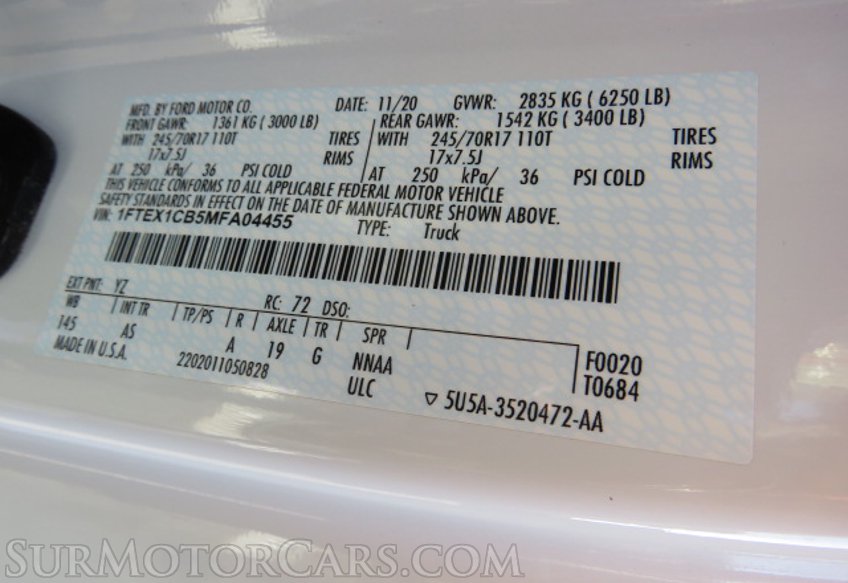 MFD. BY FORD MOTOR CO. DATE: 11/20 GVWR: 2835 KG ( 6250 LB)
FRONT GAWR: 1361 KG ( 3000 LB) REAR GAWR: 1542 KG ( 3400 LB)
WITH 245/70R17 110T TIRES WITH 245/70R17 110T TIRES
17x7.5J RIMS 17x7.5J RIMS
AT 250 kPa/ 36 PSI COLD AT 250 kPa/ 36 PSI COLD
THIS VEHICLE CONFORMS TO ALL APPLICABLE FEDERAL MOTOR VEHICLE
SAFETY STANDARDS IN EFFECT ON THE DATE OF MANUFACTURE SHOWN ABOVE.
VIN: 1FTEX1CB5MFA04455 TYPE: Truck
EXT PNT: YZ RC: 72 DSO:
WB INT TR TP/PS R AXLE TR SPR
145 AS A 19 G NNAA F0020
MADE IN U.S.A. 2202011050828 ULC T0684
5U5A-3520472-AA
SURMOTORCARS.COM